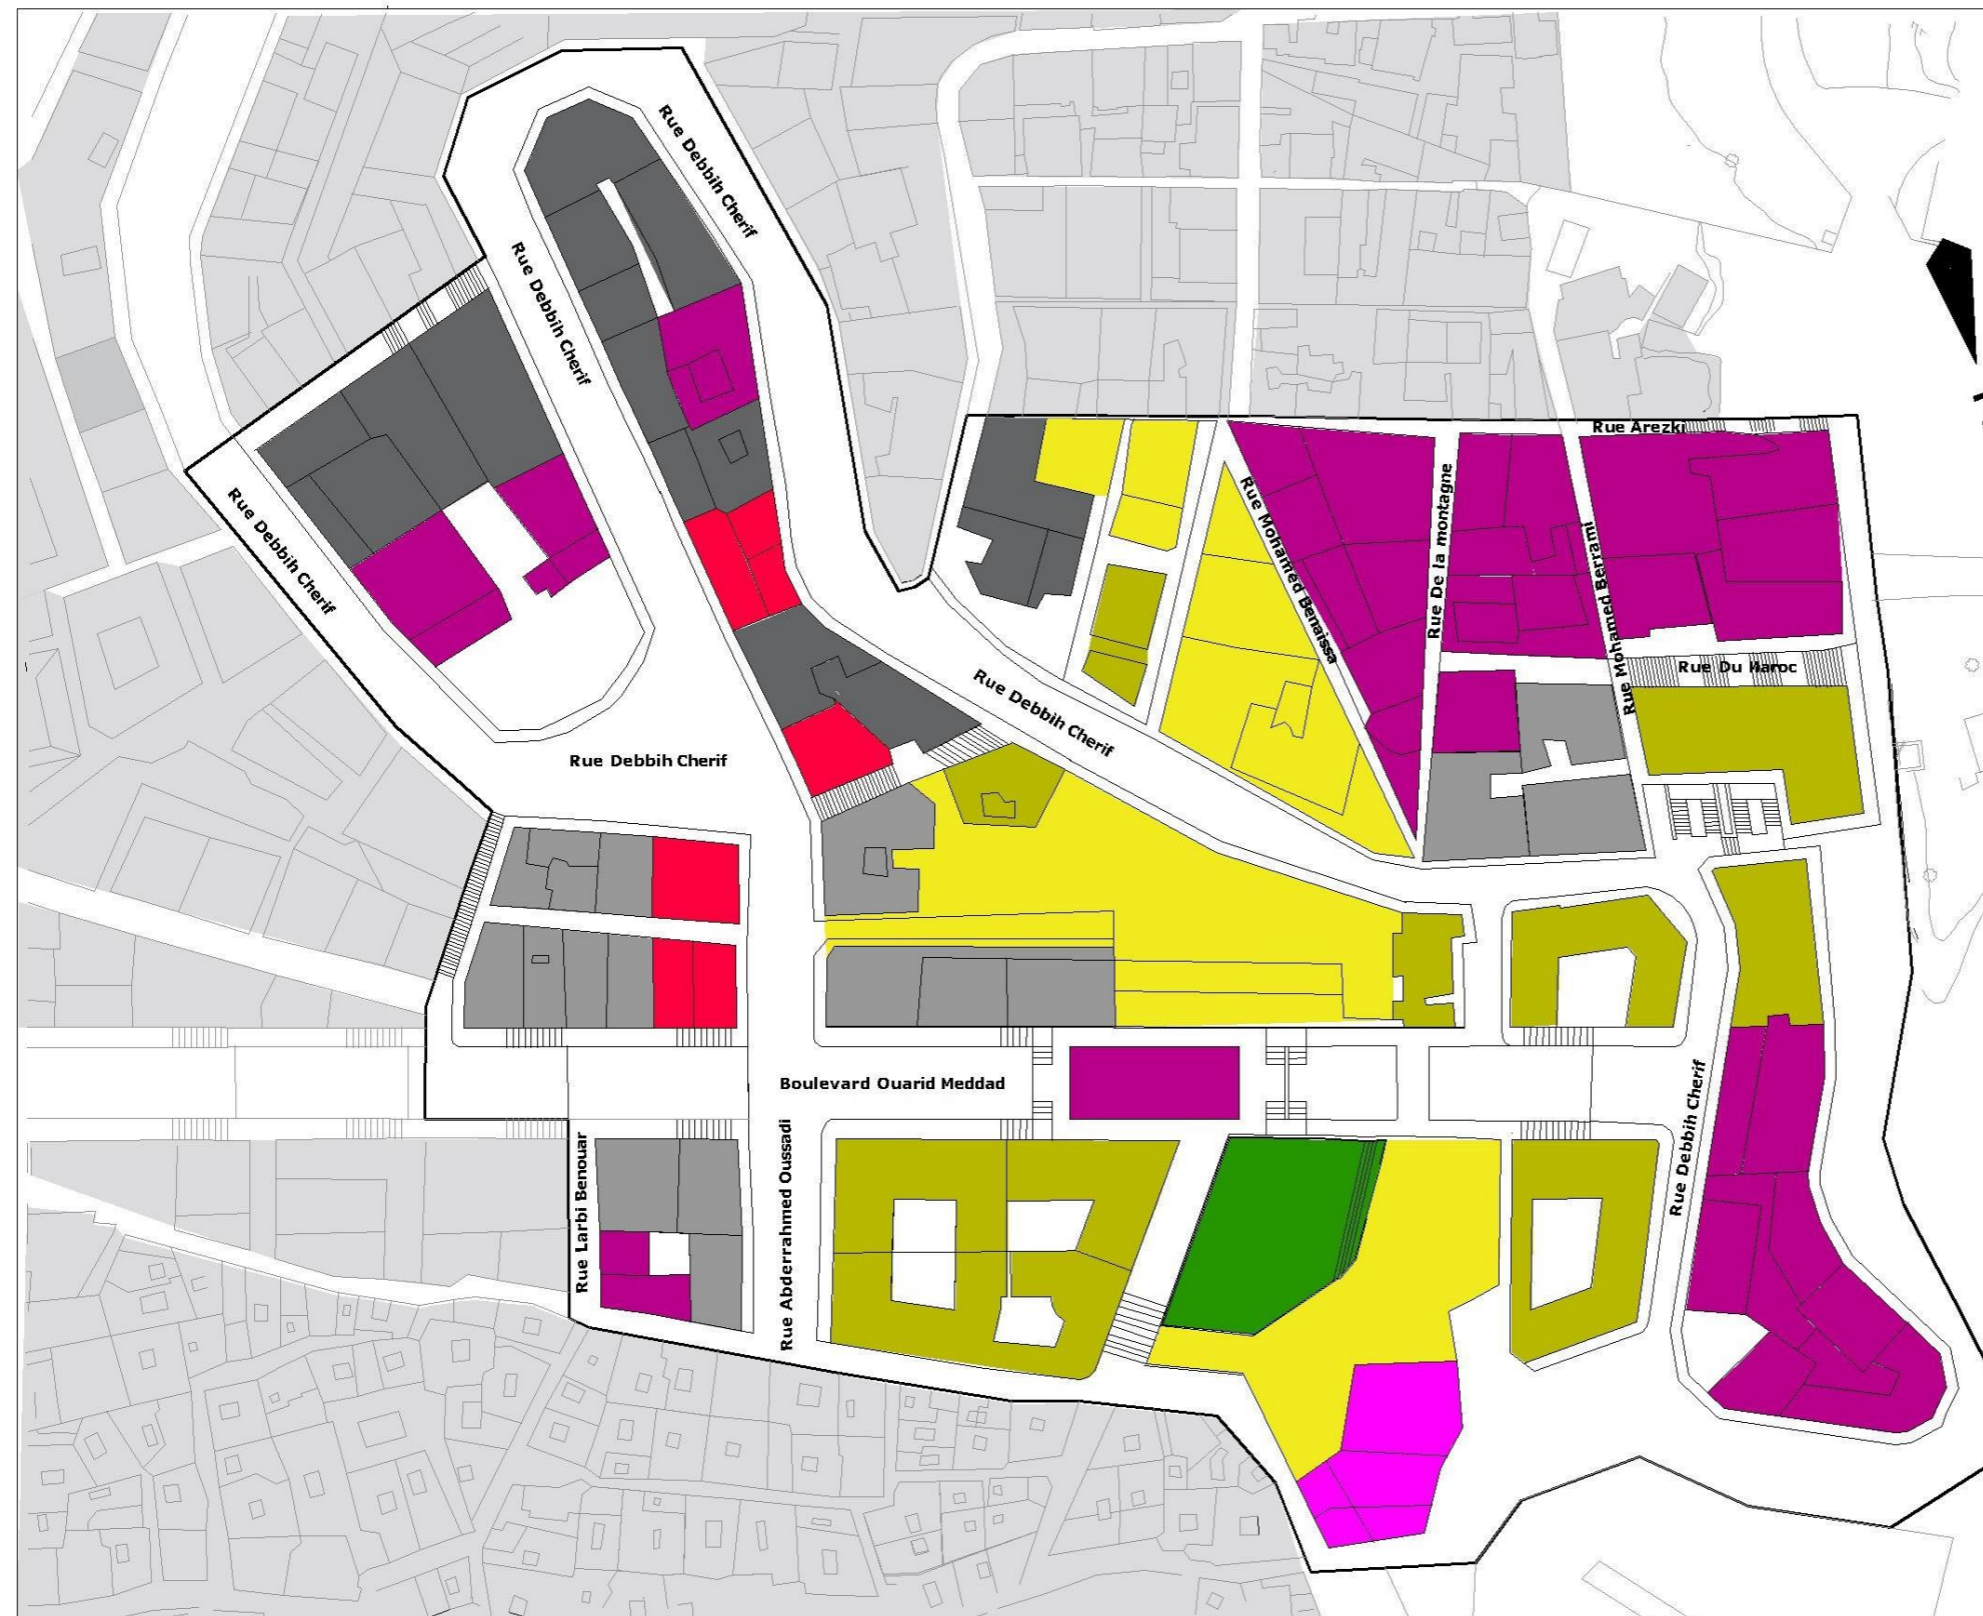 Rue Debbih Cherif
Rue Debbih Cherif
Rue Arezki
Rue De la montagne
Rue Mohamed Benaissa
Rue Debbih Cherif
Rue Mohamed Berrami
Rue Du Maroc
Rue Debbih Cherif
Rue Debbih Cherif
Boulevard Ouarid Meddad
Rue Debbih Cherif
Rue Larbi Benouar
Rue Abderrahmed Oussadi